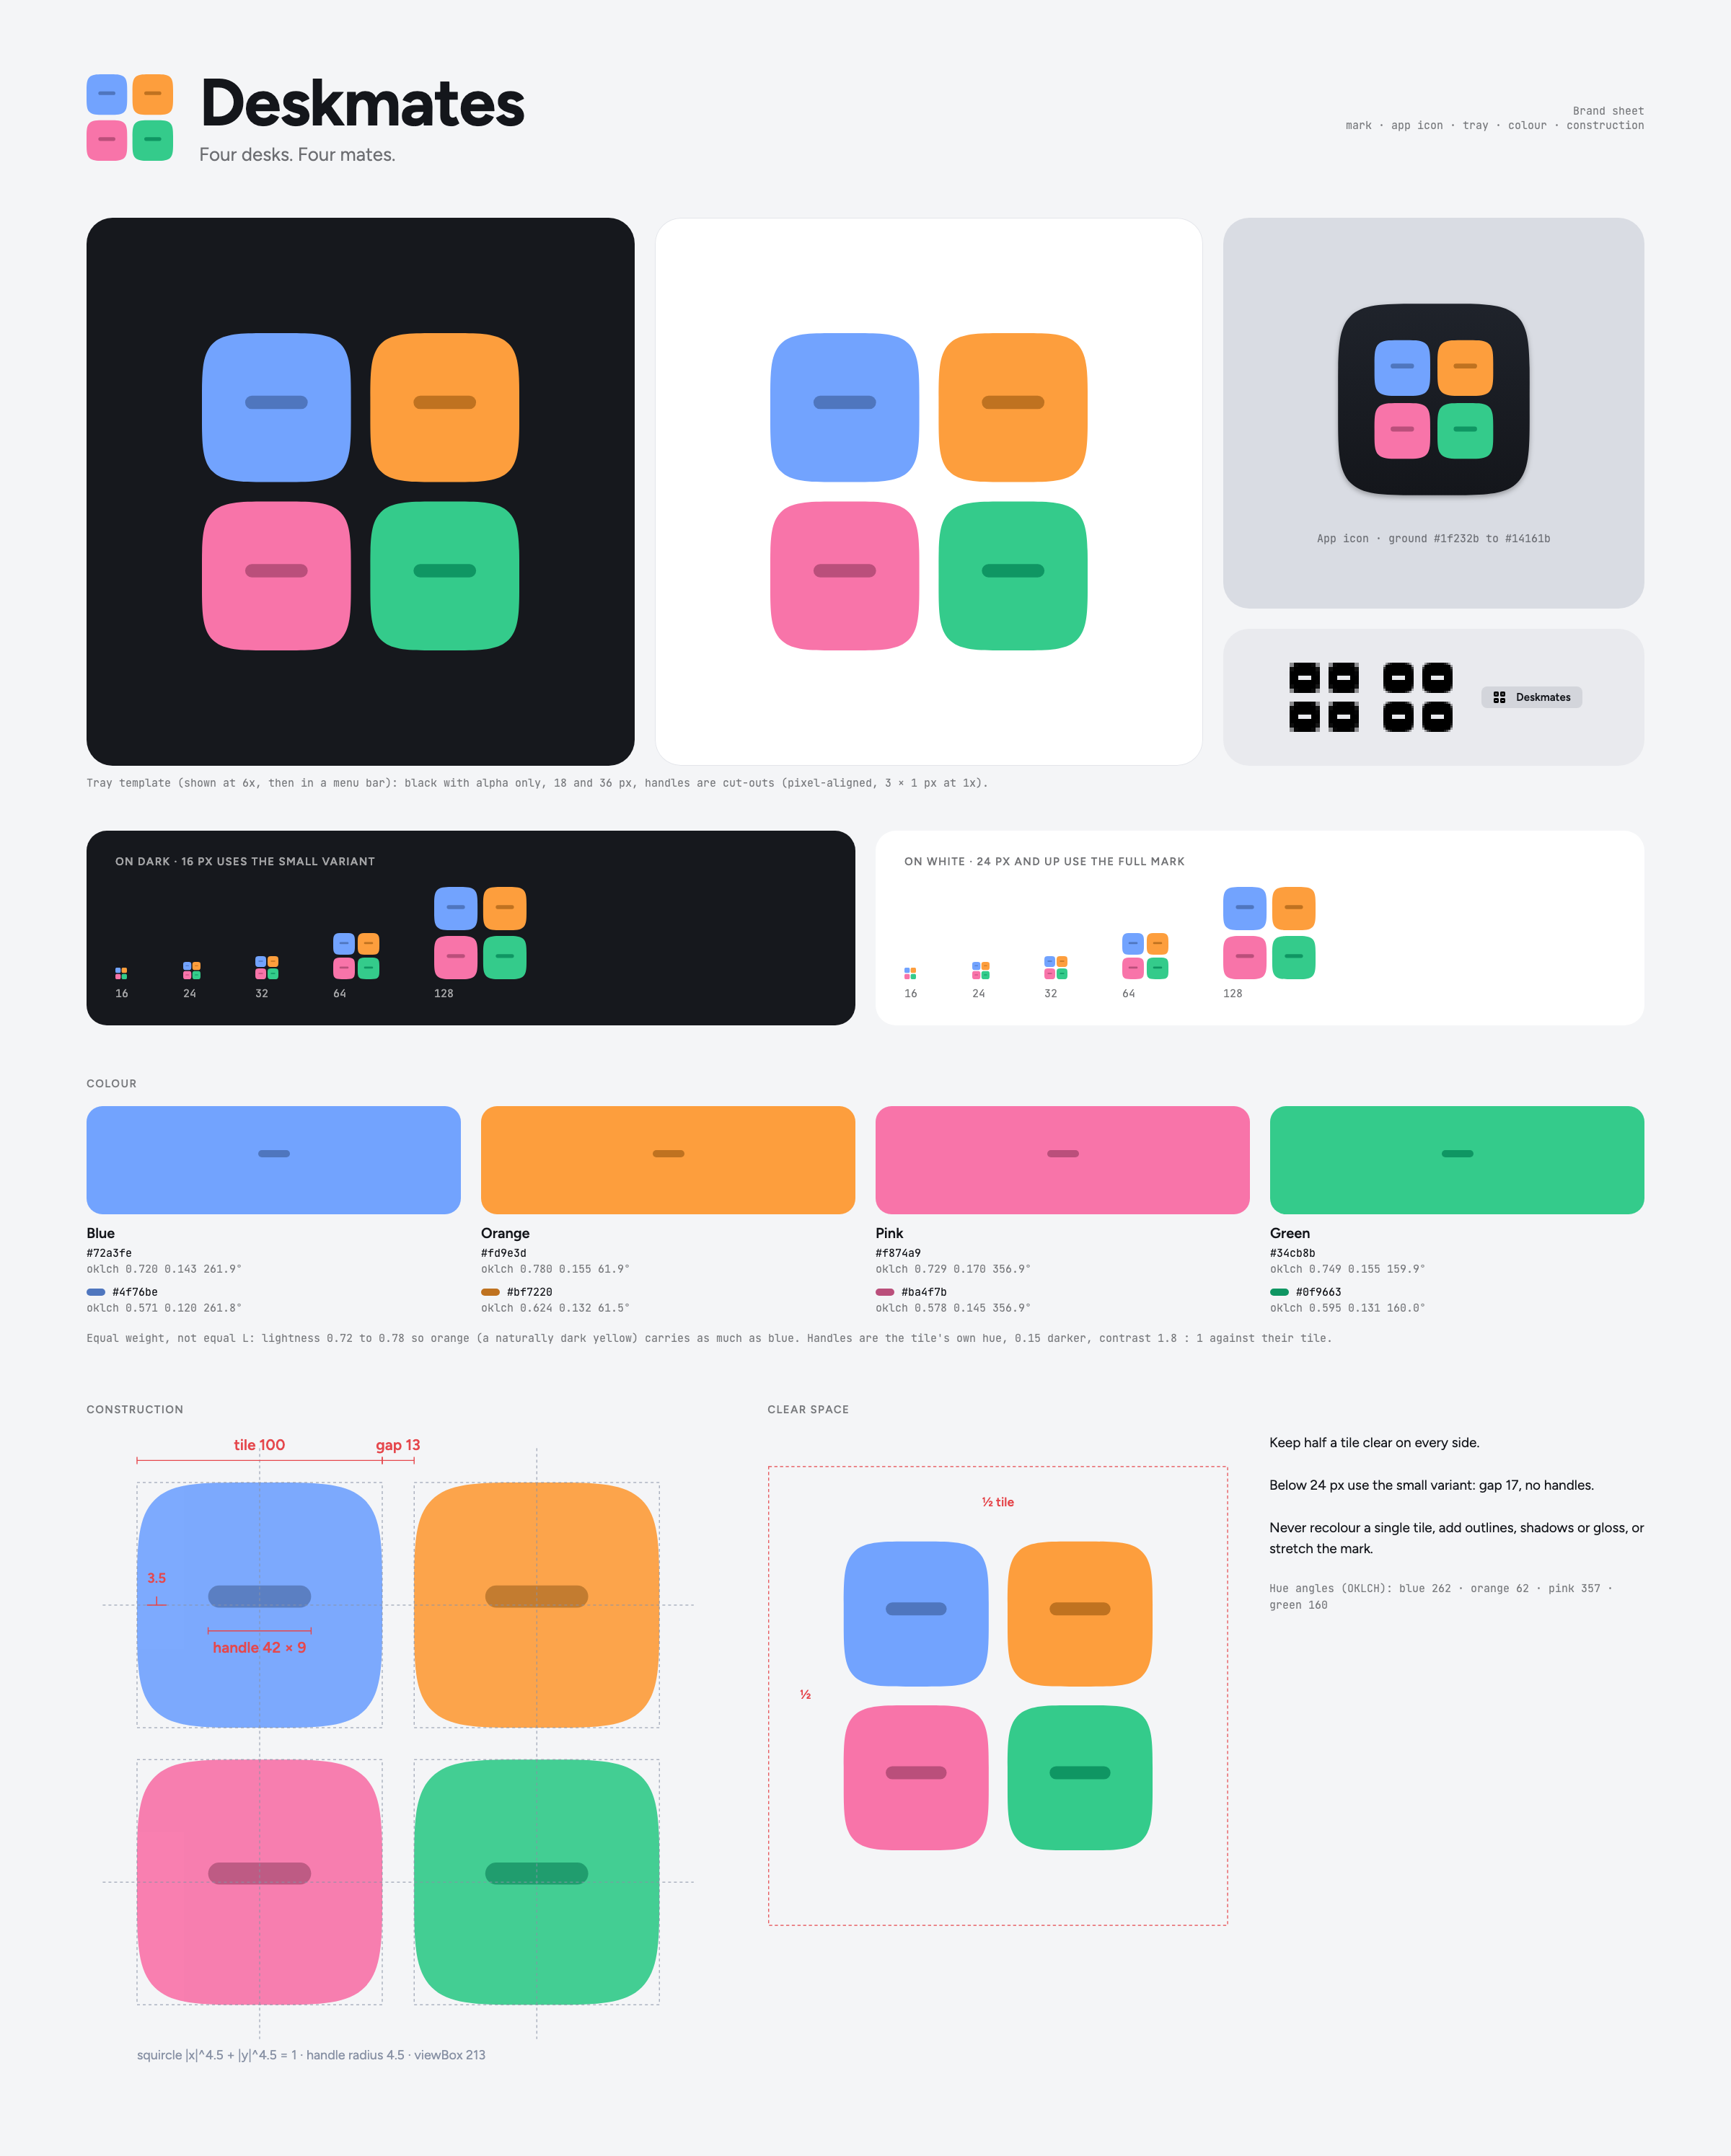 Deskmates
Four desks. Four mates.
Brand sheet
mark · app icon · tray · colour · construction
App icon · ground #1f232b to #14161b
Deskmates
Tray template (shown at 6x, then in a menu bar): black with alpha only, 18 and 36 px, handles are cut-outs (pixel-aligned, 3 × 1 px at 1x).
ON DARK · 16 PX USES THE SMALL VARIANT
16 24 32 64 128
ON WHITE · 24 PX AND UP USE THE FULL MARK
16 24 32 64 128
COLOUR
Blue
#72a3fe
oklch 0.720 0.143 261.9°
#4f76be
oklch 0.571 0.120 261.8°
Orange
#fd9e3d
oklch 0.780 0.155 61.9°
#bf7220
oklch 0.624 0.132 61.5°
Pink
#f874a9
oklch 0.729 0.170 356.9°
#ba4f7b
oklch 0.578 0.145 356.9°
Green
#34cb8b
oklch 0.749 0.155 159.9°
#0f9663
oklch 0.595 0.131 160.0°
Equal weight, not equal L: lightness 0.72 to 0.78 so orange (a naturally dark yellow) carries as much as blue. Handles are the tile's own hue, 0.15 darker, contrast 1.8 : 1 against their tile.
CONSTRUCTION
tile 100
gap 13
3.5
handle 42 × 9
squircle |x|^4.5 + |y|^4.5 = 1 · handle radius 4.5 · viewBox 213
CLEAR SPACE
½ tile
½
Keep half a tile clear on every side.
Below 24 px use the small variant: gap 17, no handles.
Never recolour a single tile, add outlines, shadows or gloss, or
stretch the mark.
Hue angles (OKLCH): blue 262 · orange 62 · pink 357 ·
green 160